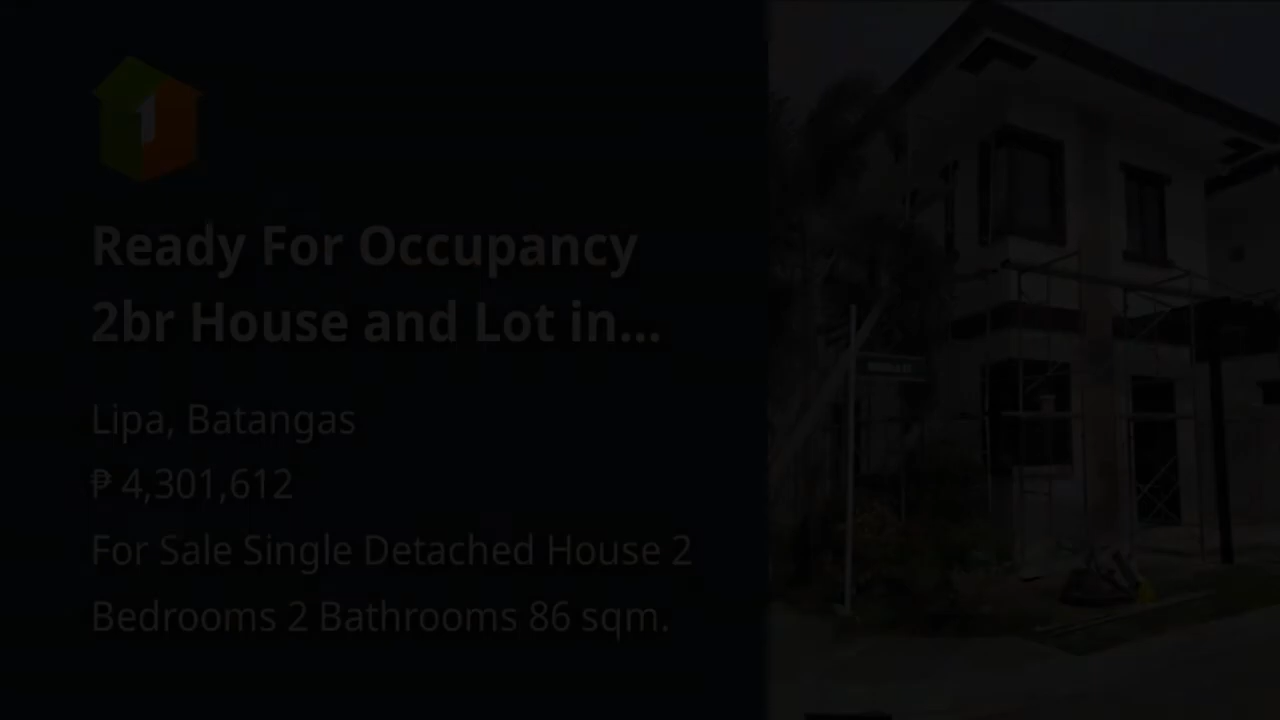 Ready For Occupancy
2br House and Lot in...
Lipa, Batangas
₱ 4,301,612
For Sale Single Detached House 2
Bedrooms 2 Bathrooms 86 sqm.